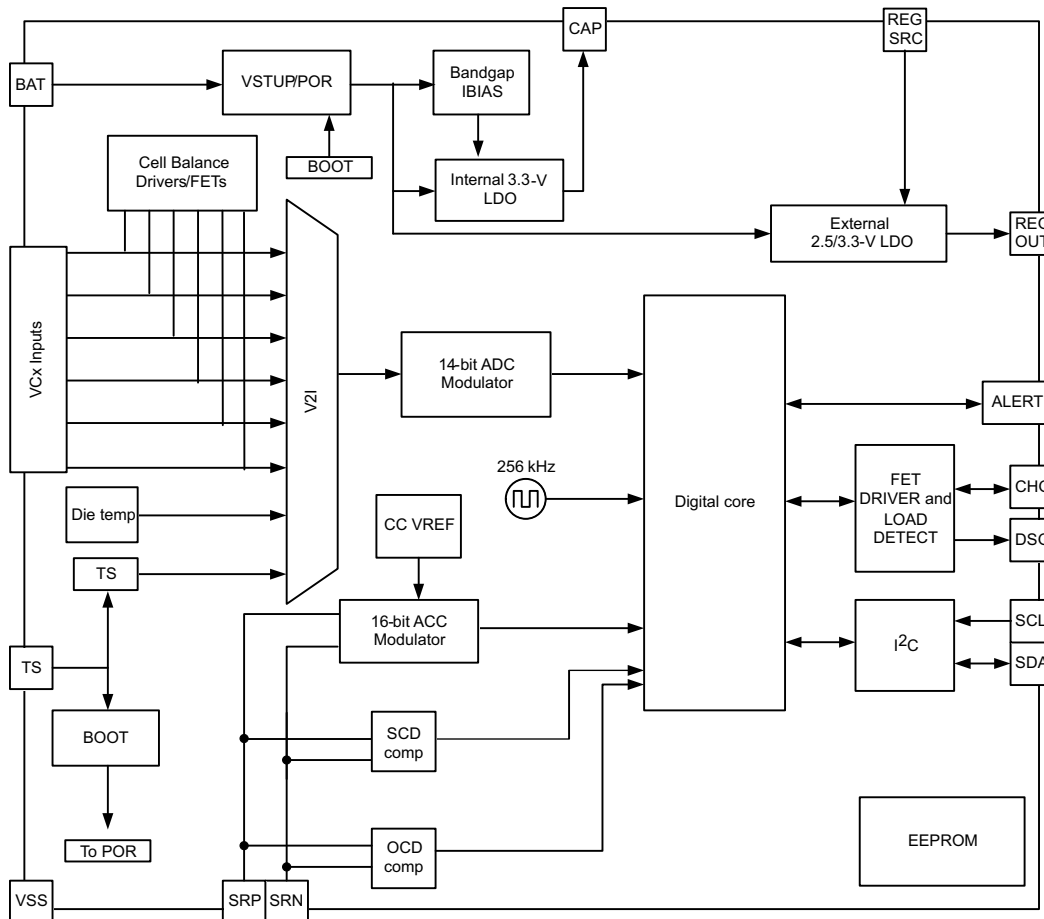 CAP
REG
SRC
BAT
VSTUP/POR
Bandgap
IBIAS
BOOT
Cell Balance
Drivers/FETs
Internal 3.3-V
LDO
External
2.5/3.3-V LDO
REG
OUT
VCx Inputs
V2I
14-bit ADC
Modulator
ALERT
256 kHz
Digital core
FET
DRIVER and
LOAD
DETECT
CHG
DSG
Die temp
CC VREF
TS
16-bit ACC
Modulator
I2C
SCL
SDA
TS
BOOT
SCD
comp
To POR
OCD
comp
EEPROM
VSS
SRP
SRN